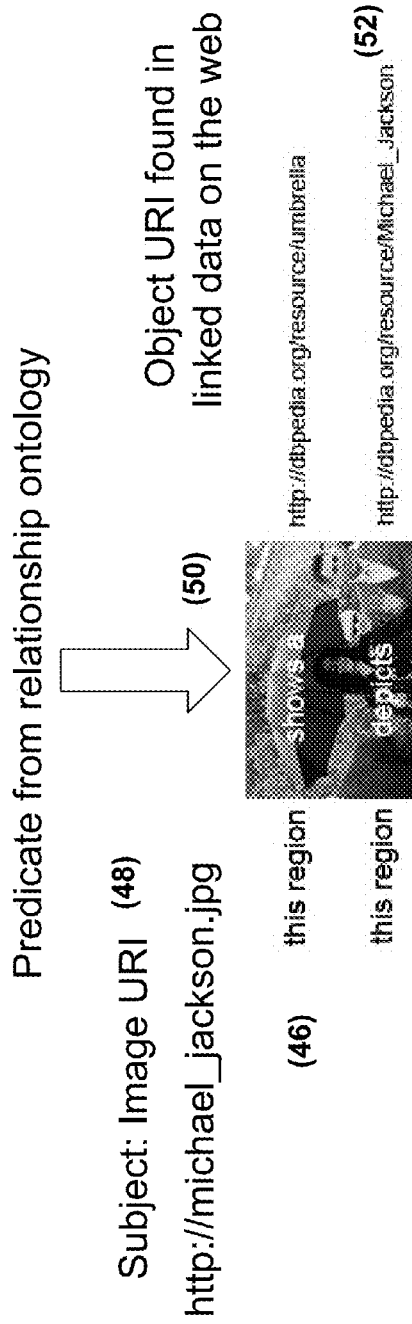 Predicate from relationship ontology
Subject: Image URI (48)
http://michael_jackson.jpg
(50)
Object URI found in
linked data on the web
(46)
this region shows a http://dbpedia.org/resource/umbrella
this region depicts http://dbpedia.org/resource/Michael_Jackson
(52)